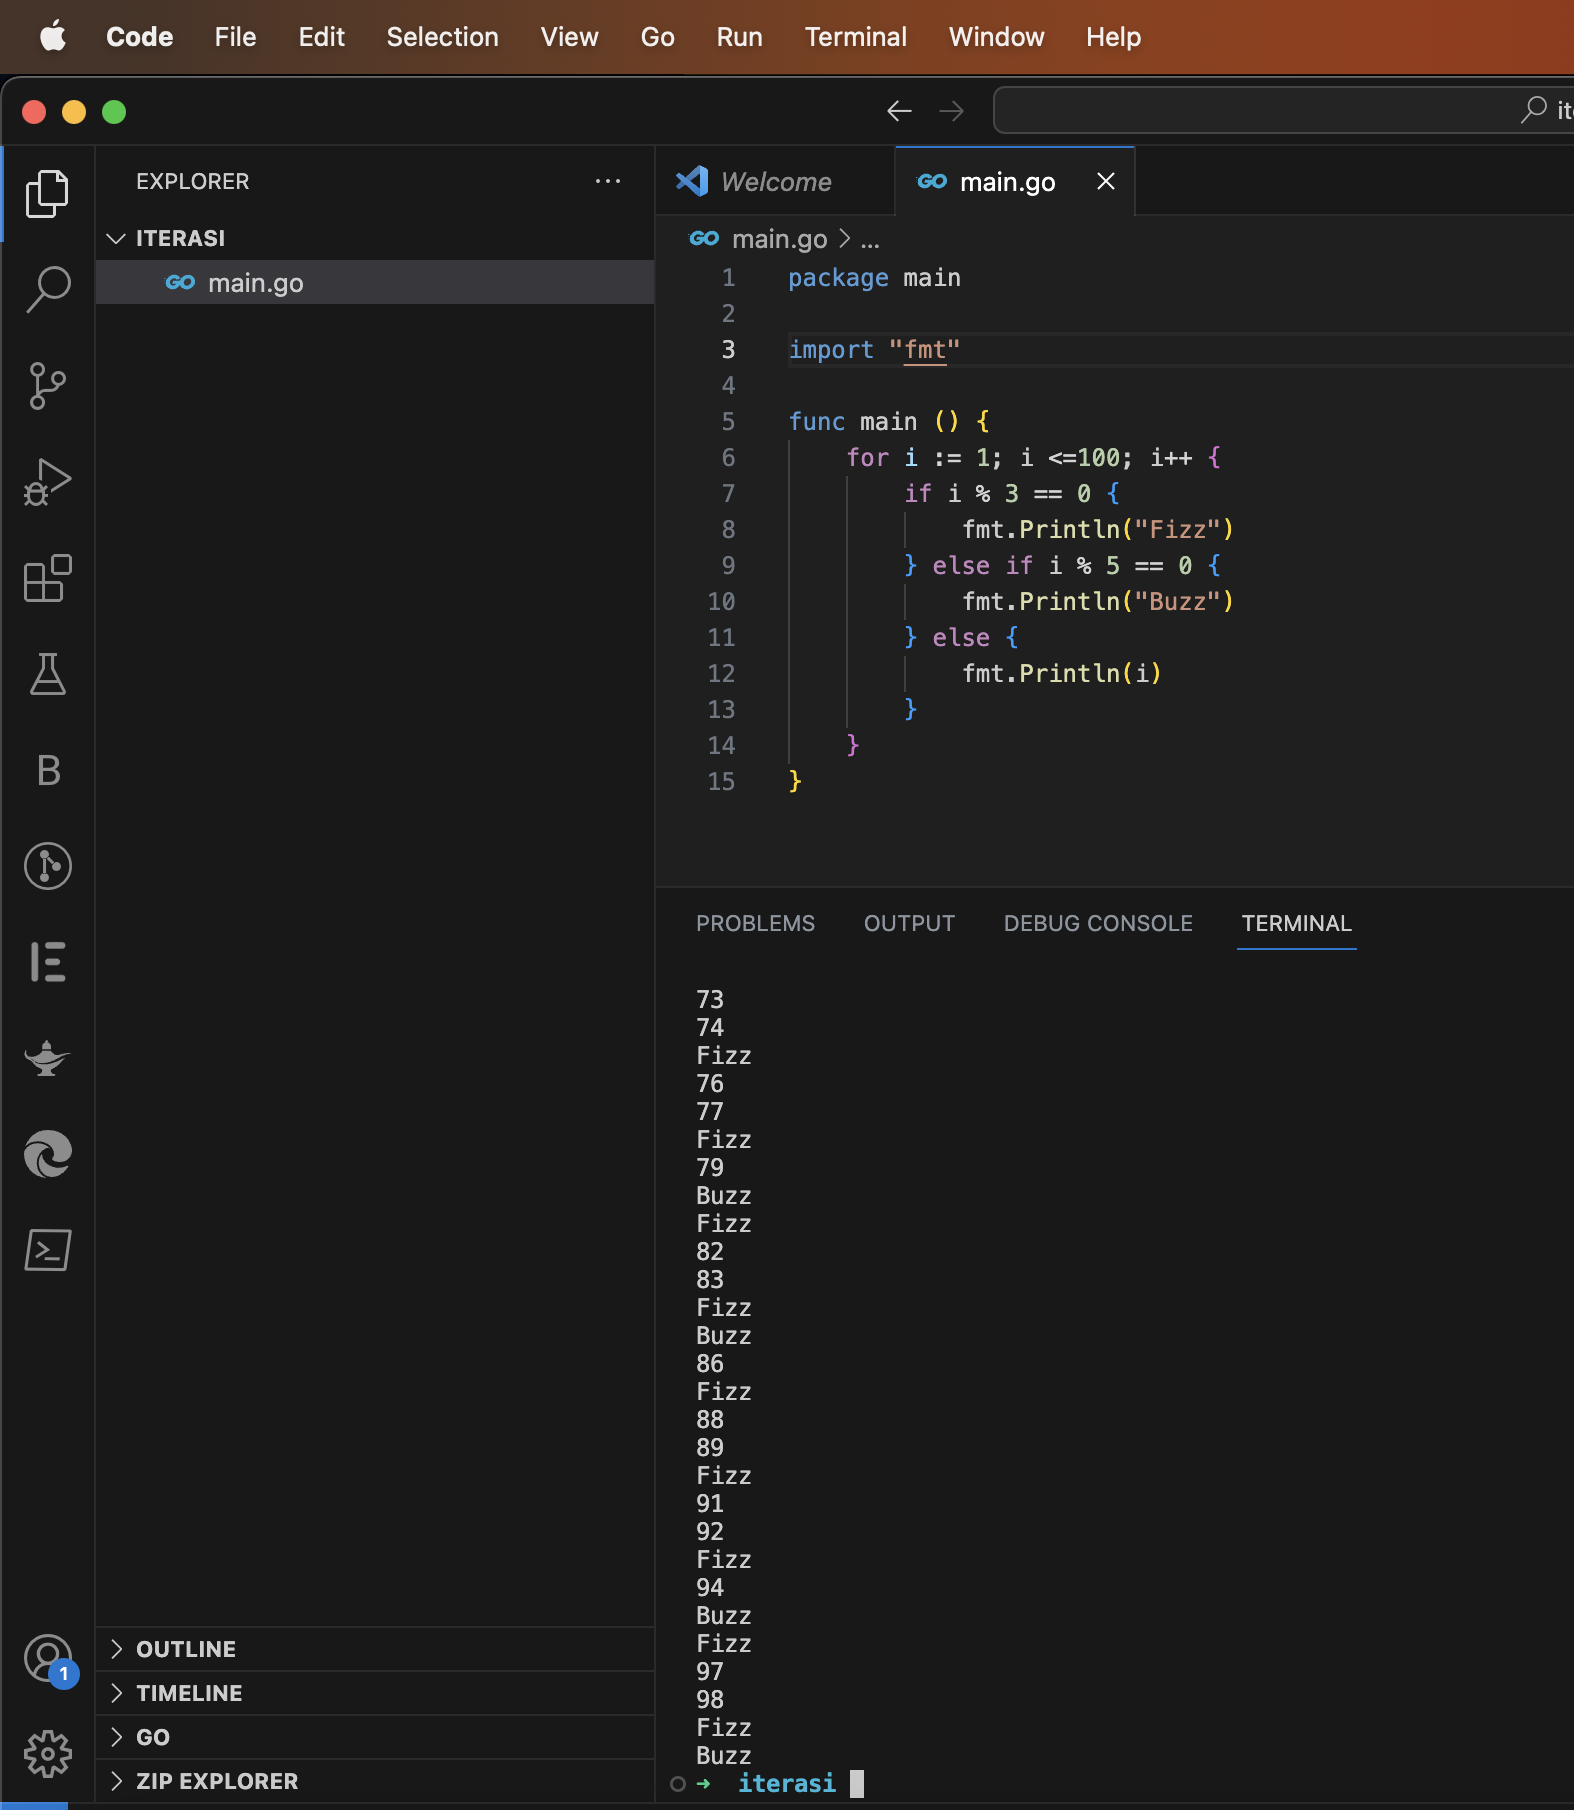 Code File Edit Selection View Go Run Terminal Window Help
EXPLORER
ITERASI
main.go
Welcome
main.go
main.go > ...
1 package main
2
3 import "fmt"
4
5 func main () {
6 for i := 1; i <=100; i++ {
7 if i % 3 == 0 {
8 fmt.Println("Fizz")
9 } else if i % 5 == 0 {
10 fmt.Println("Buzz")
11 } else {
12 fmt.Println(i)
13 }
14 }
15 }
PROBLEMS OUTPUT DEBUG CONSOLE TERMINAL
73
74
Fizz
76
77
Fizz
79
Buzz
Fizz
82
83
Fizz
Buzz
86
Fizz
88
89
Fizz
91
92
Fizz
94
Buzz
Fizz
97
98
Fizz
Buzz
➜ iterasi
B
1
OUTLINE
TIMELINE
GO
ZIP EXPLORER